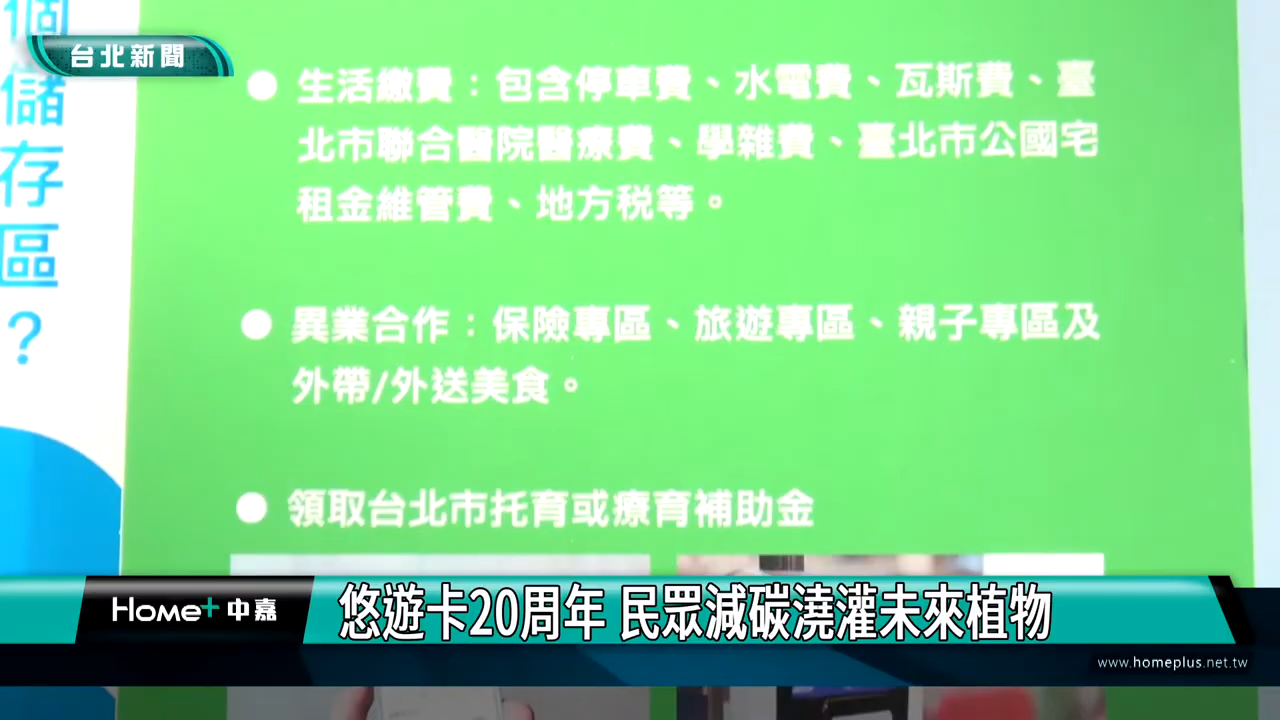 台北新聞
個儲存區？
● 生活繳費：包含停車費、水電費、瓦斯費、臺
北市聯合醫院醫療費、學雜費、臺北市公國宅
租金維管費、地方税等。
● 異業合作：保險專區、旅遊專區、親子專區及
外帶/外送美食。
● 領取台北市托育或療育補助金
Home+中嘉
悠遊卡20周年 民眾減碳澆灌未來植物
www.homeplus.net.tw